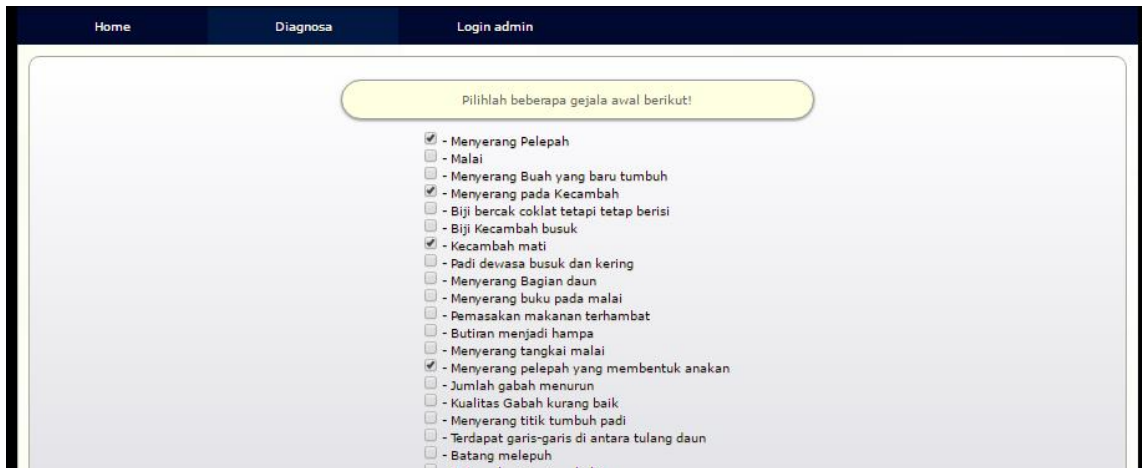 Home Diagnosa Login admin
Pilihlah beberapa gejala awal berikut!
- Menyerang Pelepah
- Malai
- Menyerang Buah yang baru tumbuh
- Menyerang pada Kecambah
- Biji bercak coklat tetapi tetap berisi
- Biji Kecambah busuk
- Kecambah mati
- Padi dewasa busuk dan kering
- Menyerang Bagian daun
- Menyerang buku pada malai
- Pemasakan makanan terhambat
- Butiran menjadi hampa
- Menyerang tangkai malai
- Menyerang pelepah yang membentuk anakan
- Jumlah gabah menurun
- Kualitas Gabah kurang baik
- Menyerang titik tumbuh padi
- Terdapat garis-garis di antara tulang daun
- Batang melepuh